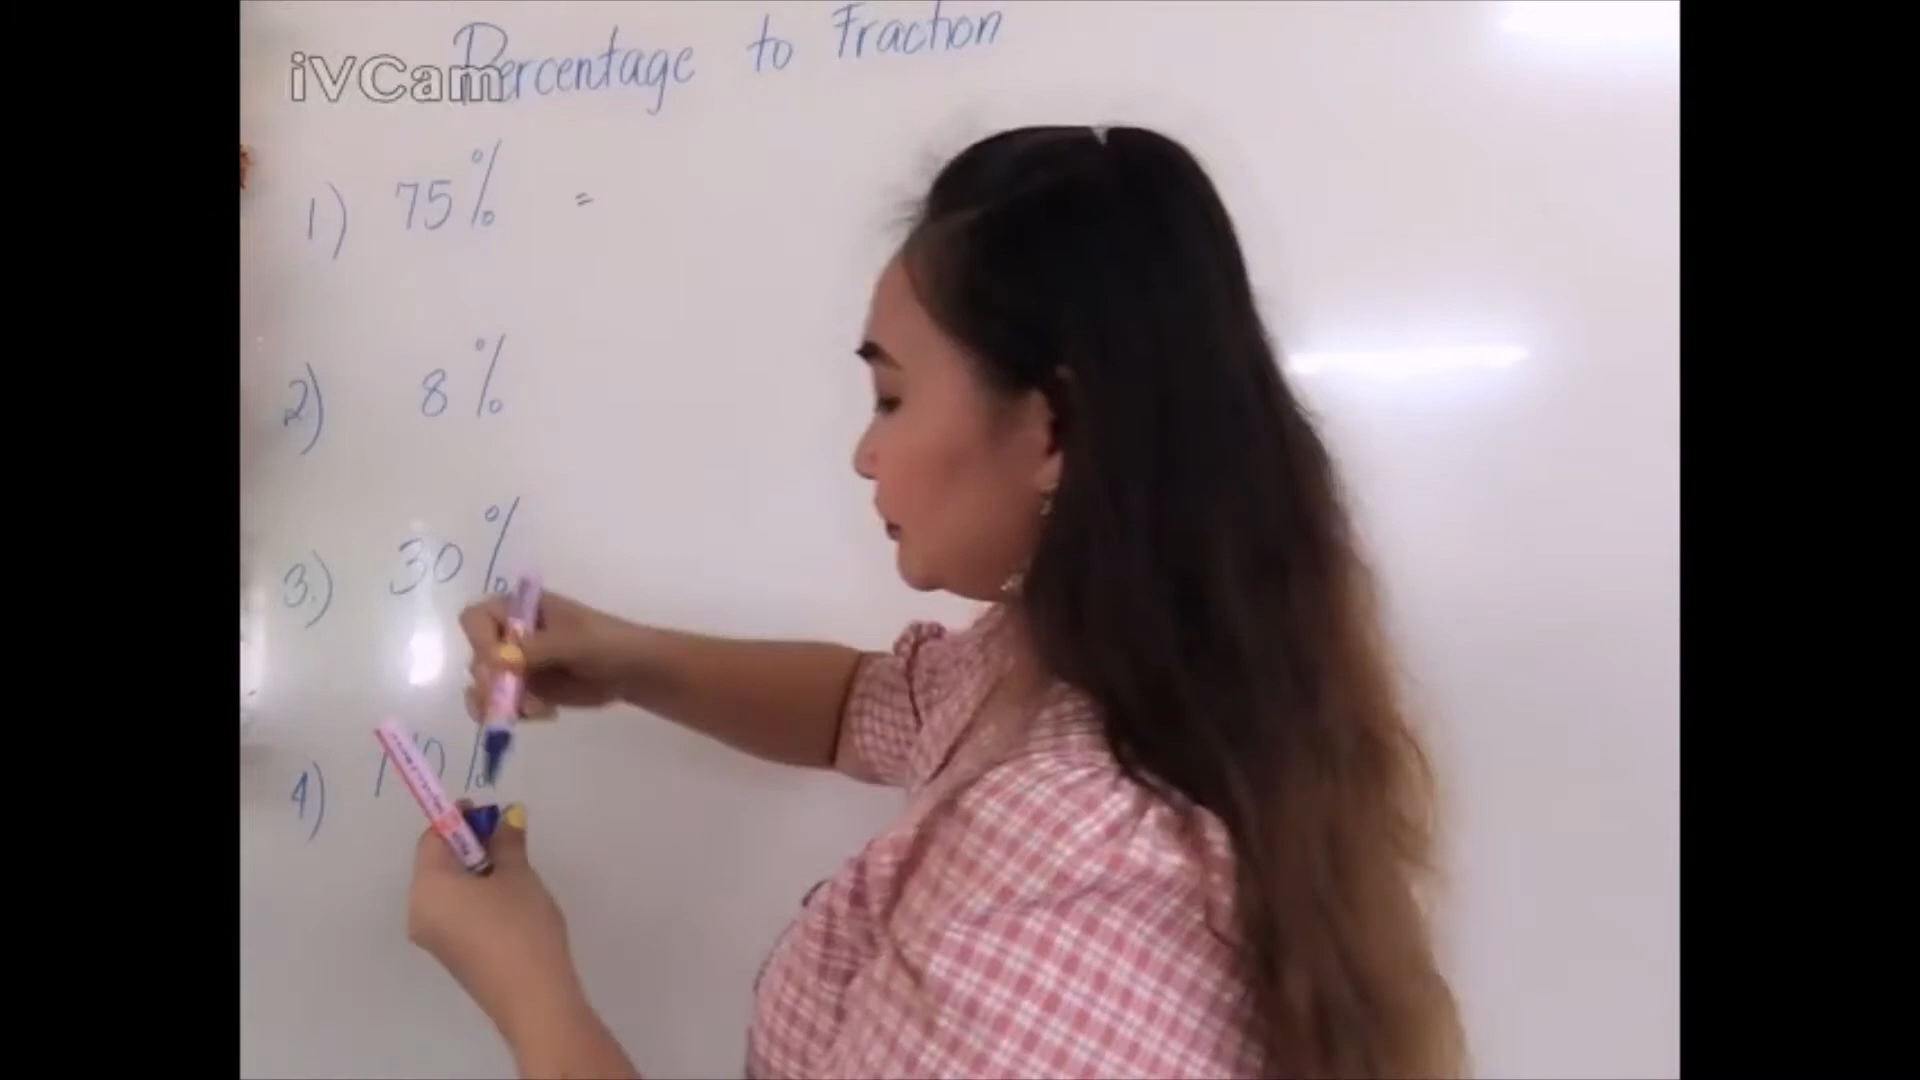 iVCam
Percentage to Fraction
1) 75% =
2) 8%
3.) 30%
4)